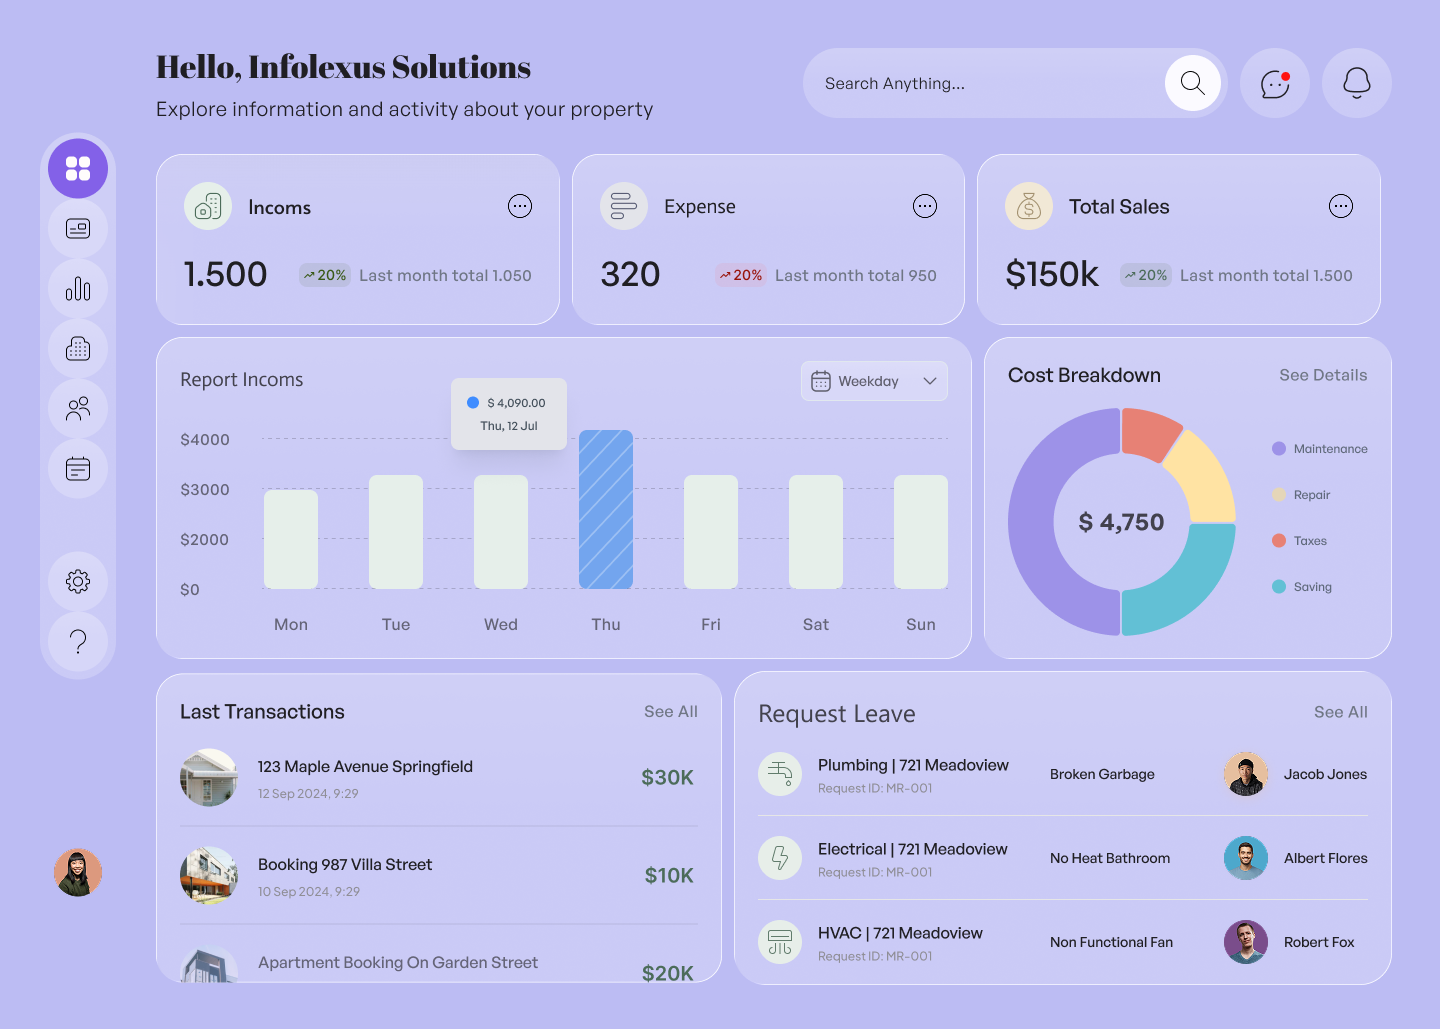 Hello, Infolexus Solutions
Explore information and activity about your property
Search Anything...
Incoms
1.500
20%
Last month total 1.050
Expense
320
20%
Last month total 950
Total Sales
$150k
20%
Last month total 1.500
Report Incoms
Weekday
$ 4,090.00
Thu, 12 Jul
$4000
$3000
$2000
$0
Mon
Tue
Wed
Thu
Fri
Sat
Sun
Cost Breakdown
See Details
$ 4,750
Maintenance
Repair
Taxes
Saving
Last Transactions
See All
123 Maple Avenue Springfield
12 Sep 2024, 9:29
$30K
Booking 987 Villa Street
10 Sep 2024, 9:29
$10K
Apartment Booking On Garden Street
$20K
Request Leave
See All
Plumbing | 721 Meadoview
Request ID: MR-001
Broken Garbage
Jacob Jones
Electrical | 721 Meadoview
Request ID: MR-001
No Heat Bathroom
Albert Flores
HVAC | 721 Meadoview
Request ID: MR-001
Non Functional Fan
Robert Fox